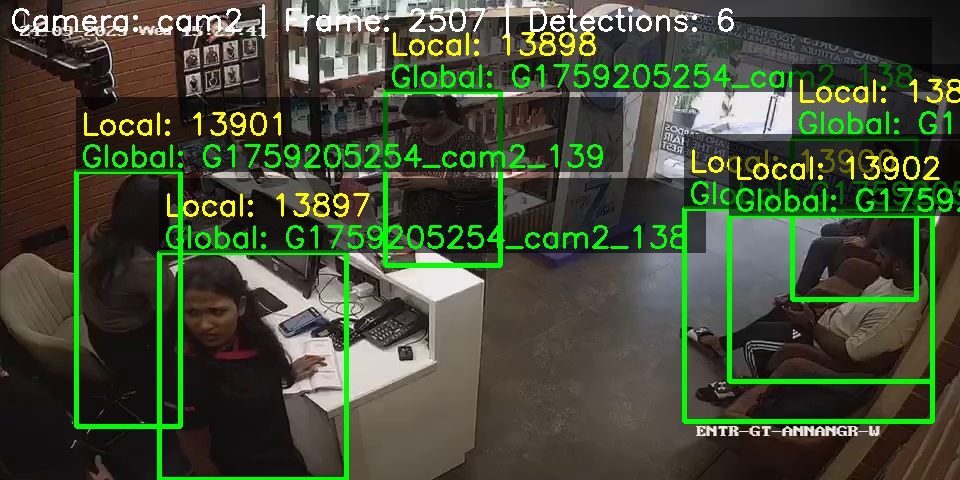 Camera: cam2 | Frame: 2507 | Detections: 6
Local: 13898
Global: G1759205254_cam2_138
Local: 138
Global: G1
Local: 13901
Global: G1759205254_cam2_139
Local: 13902
Global: G1759
Local: 13897
Global: G1759205254_cam2_138
ENTR-GT-ANNANGR-W